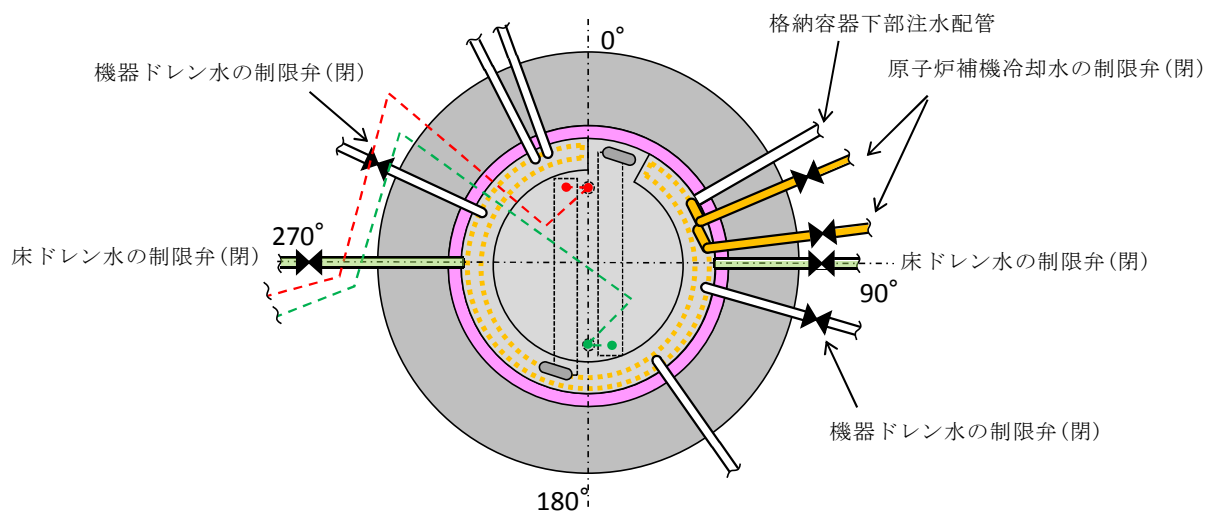 格納容器下部注水配管
0°
機器ドレン水の制限弁(閉)
原子炉補機冷却水の制限弁(閉)
270°
床ドレン水の制限弁(閉)
床ドレン水の制限弁(閉)
90°
機器ドレン水の制限弁(閉)
180°